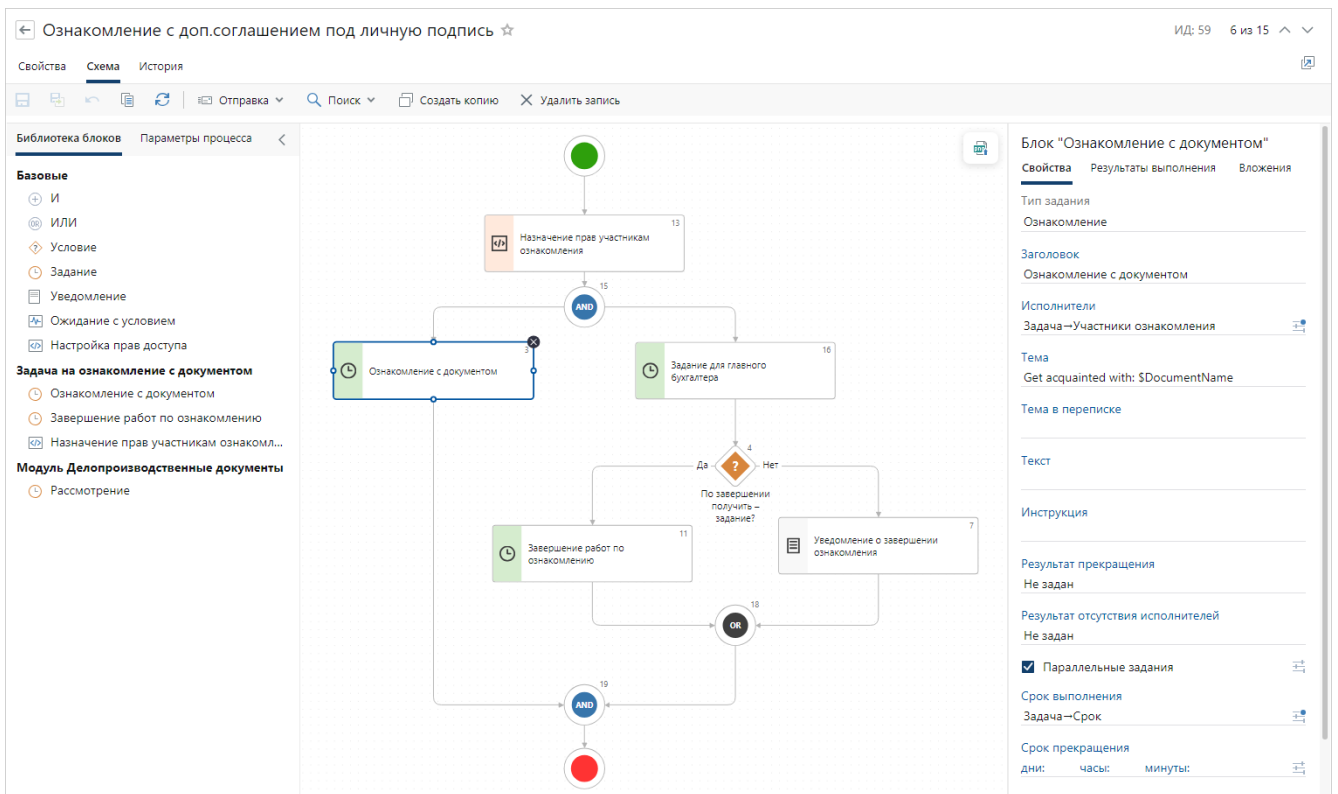 Ознакомление с доп.соглашением под личную подпись
ИД: 59 6 из 15
Свойства Схема История
Отправка Поиск Создать копию Удалить запись
Библиотека блоков Параметры процесса
Базовые
И
OR ИЛИ
? Условие
Задание
Уведомление
Ожидание с условием
Настройка прав доступа
Задача на ознакомление с документом
Ознакомление с документом
Завершение работ по ознакомлению
Назначение прав участникам ознакомл...
Модуль Делопроизводственные документы
Рассмотрение
13
Назначение прав участникам
ознакомления
15
AND
3
Ознакомление с документом
16
Задание для главного
бухгалтера
4
Да ? Нет
По завершении
получить –
задание?
11
Завершение работ по
ознакомлению
7
Уведомление о завершении
ознакомления
18
OR
19
AND
Блок "Ознакомление с документом"
Свойства Результаты выполнения Вложения
Тип задания
Ознакомление
Заголовок
Ознакомление с документом
Исполнители
Задача→Участники ознакомления
Тема
Get acquainted with: $DocumentName
Тема в переписке
Текст
Инструкция
Результат прекращения
Не задан
Результат отсутствия исполнителей
Не задан
Параллельные задания
Срок выполнения
Задача→Срок
Срок прекращения
дни: часы: минуты: